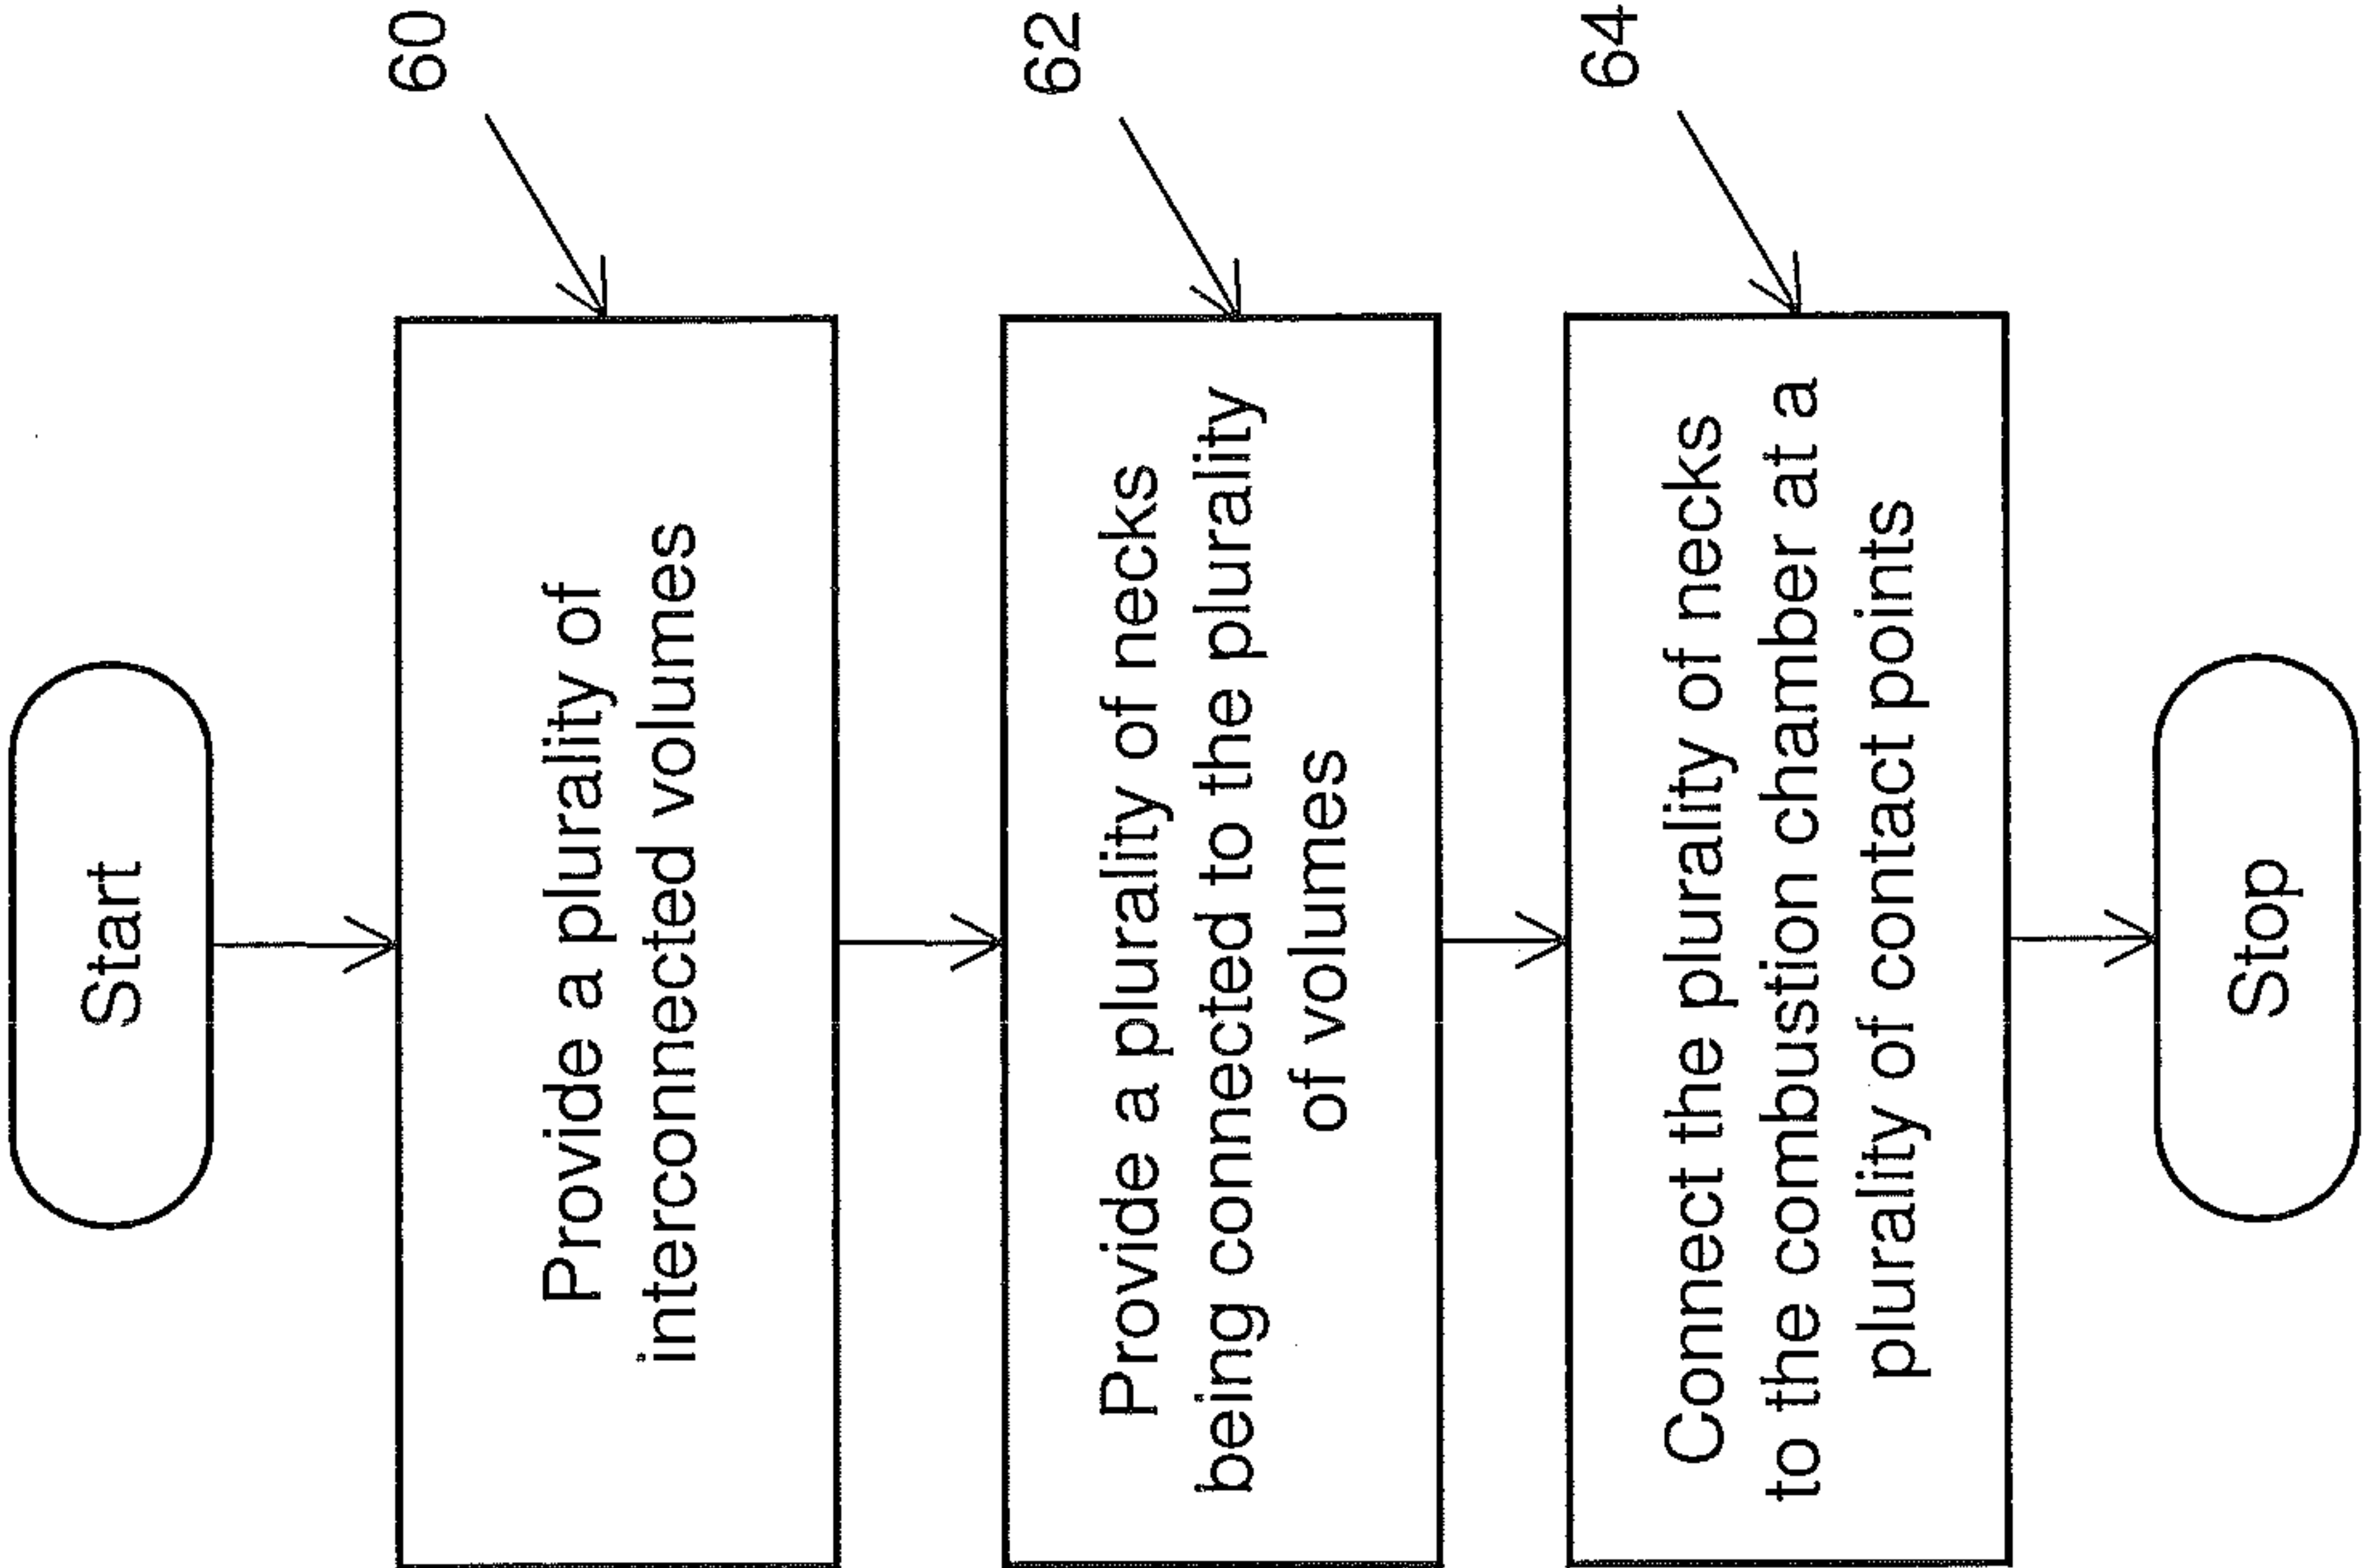 Start
60
Provide a plurality of
interconnected volumes
62
Provide a plurality of necks
being connected to the plurality
of volumes
64
Connect the plurality of necks
to the combustion chamber at a
plurality of contact points
Stop